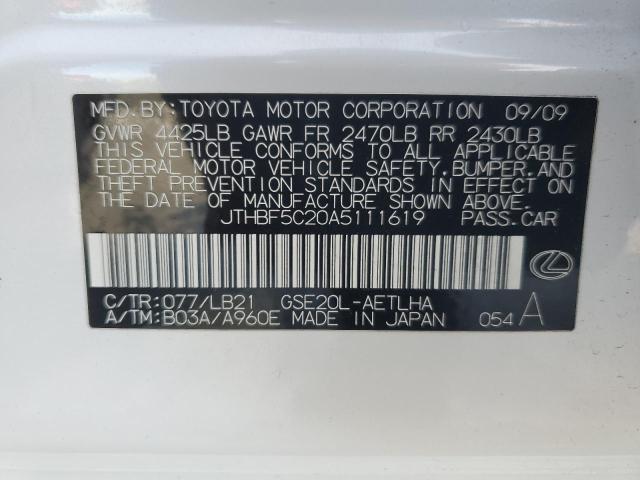 MFD.BY:TOYOTA MOTOR CORPORATION 09/09
GVWR 4425LB GAWR FR 2470LB RR 2430LB
THIS VEHICLE CONFORMS TO ALL APPLICABLE
FEDERAL MOTOR VEHICLE SAFETY,BUMPER,AND
THEFT PREVENTION STANDARDS IN EFFECT ON
THE DATE OF MANUFACTURE SHOWN ABOVE.
JTHBF5C20A5111619 PASS.CAR
C/TR:077/LB21 GSE20L-AETLHA
A/TM:B03A/A960E MADE IN JAPAN 054 A